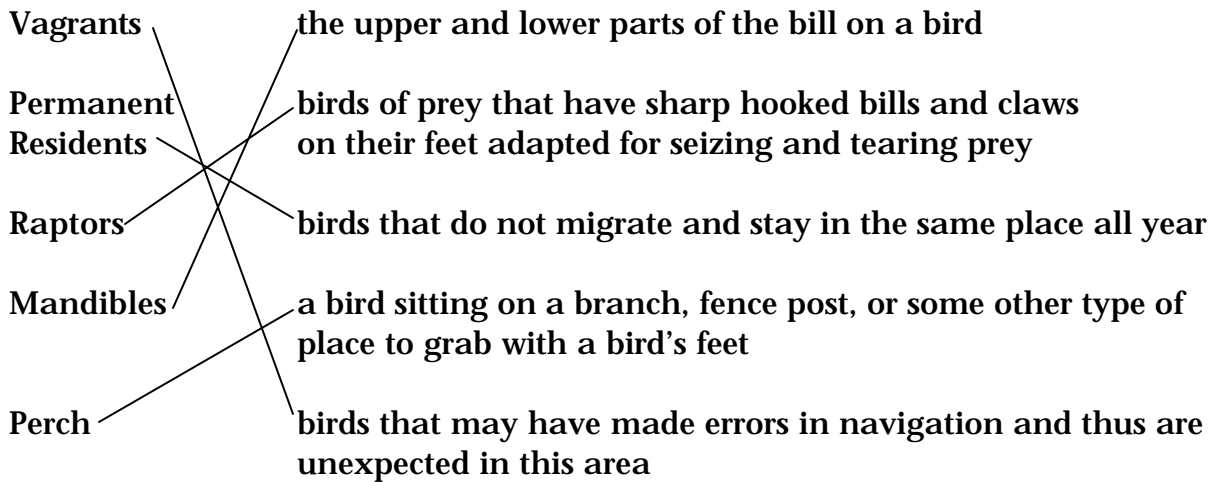 Vagrants the upper and lower parts of the bill on a bird
Permanent birds of prey that have sharp hooked bills and claws
Residents on their feet adapted for seizing and tearing prey
Raptors birds that do not migrate and stay in the same place all year
Mandibles a bird sitting on a branch, fence post, or some other type of
place to grab with a bird’s feet
Perch birds that may have made errors in navigation and thus are
unexpected in this area